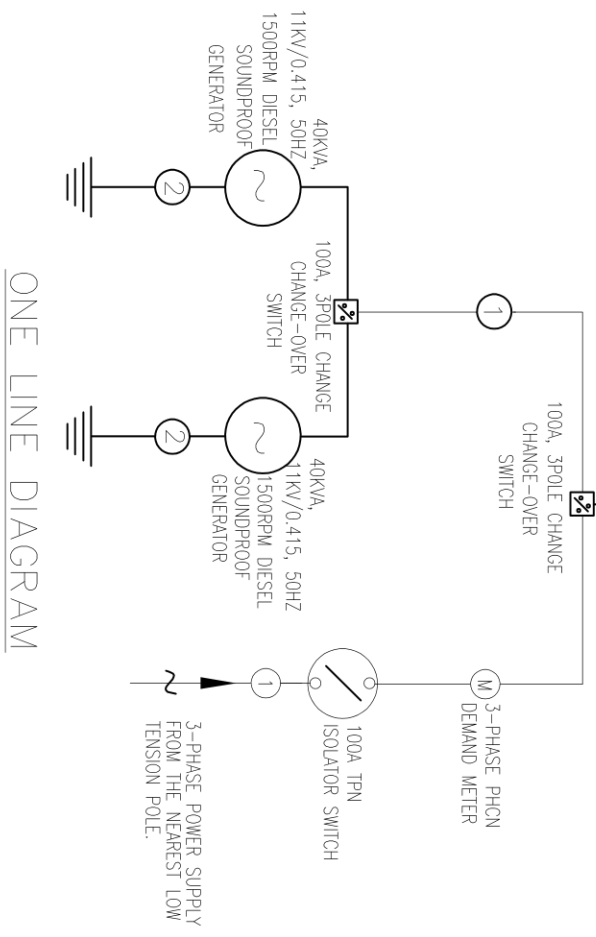 100A, 3POLE CHANGE
CHANGE-OVER
SWITCH
1
M
3-PHASE PHCN
DEMAND METER
100A, 3POLE CHANGE
CHANGE-OVER
SWITCH
100A TPN
ISOLATOR SWITCH
40KVA,
11KV/0.415, 50HZ
1500RPM DIESEL
SOUNDPROOF
GENERATOR
40KVA,
11KV/0.415, 50HZ
1500RPM DIESEL
SOUNDPROOF
GENERATOR
1
2
2
3-PHASE POWER SUPPLY
FROM THE NEAREST LOW
TENSION POLE.
ONE LINE DIAGRAM